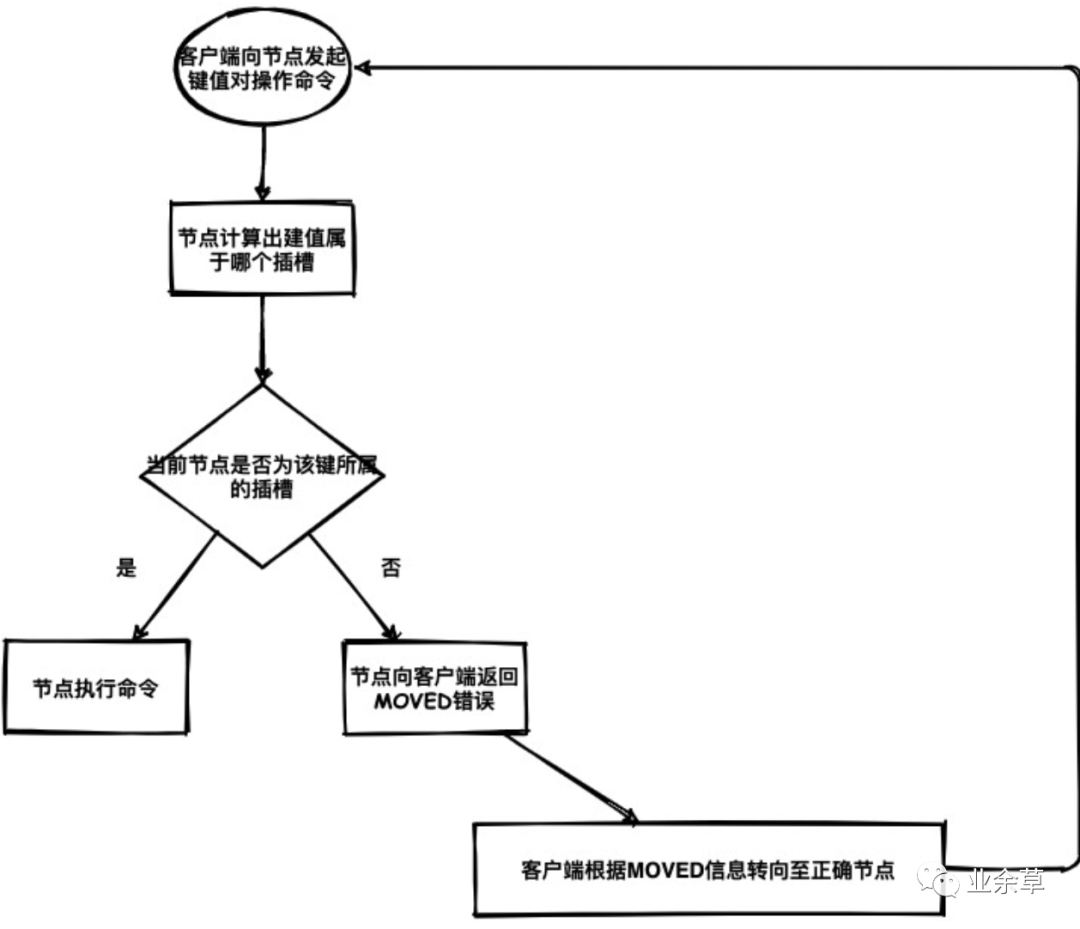 客户端向节点发起
键值对操作命令
节点计算出建值属
于哪个插槽
当前节点是否为该键所属
的插槽
是
否
节点执行命令
节点向客户端返回
MOVED错误
客户端根据MOVED信息转向至正确节点
业余草